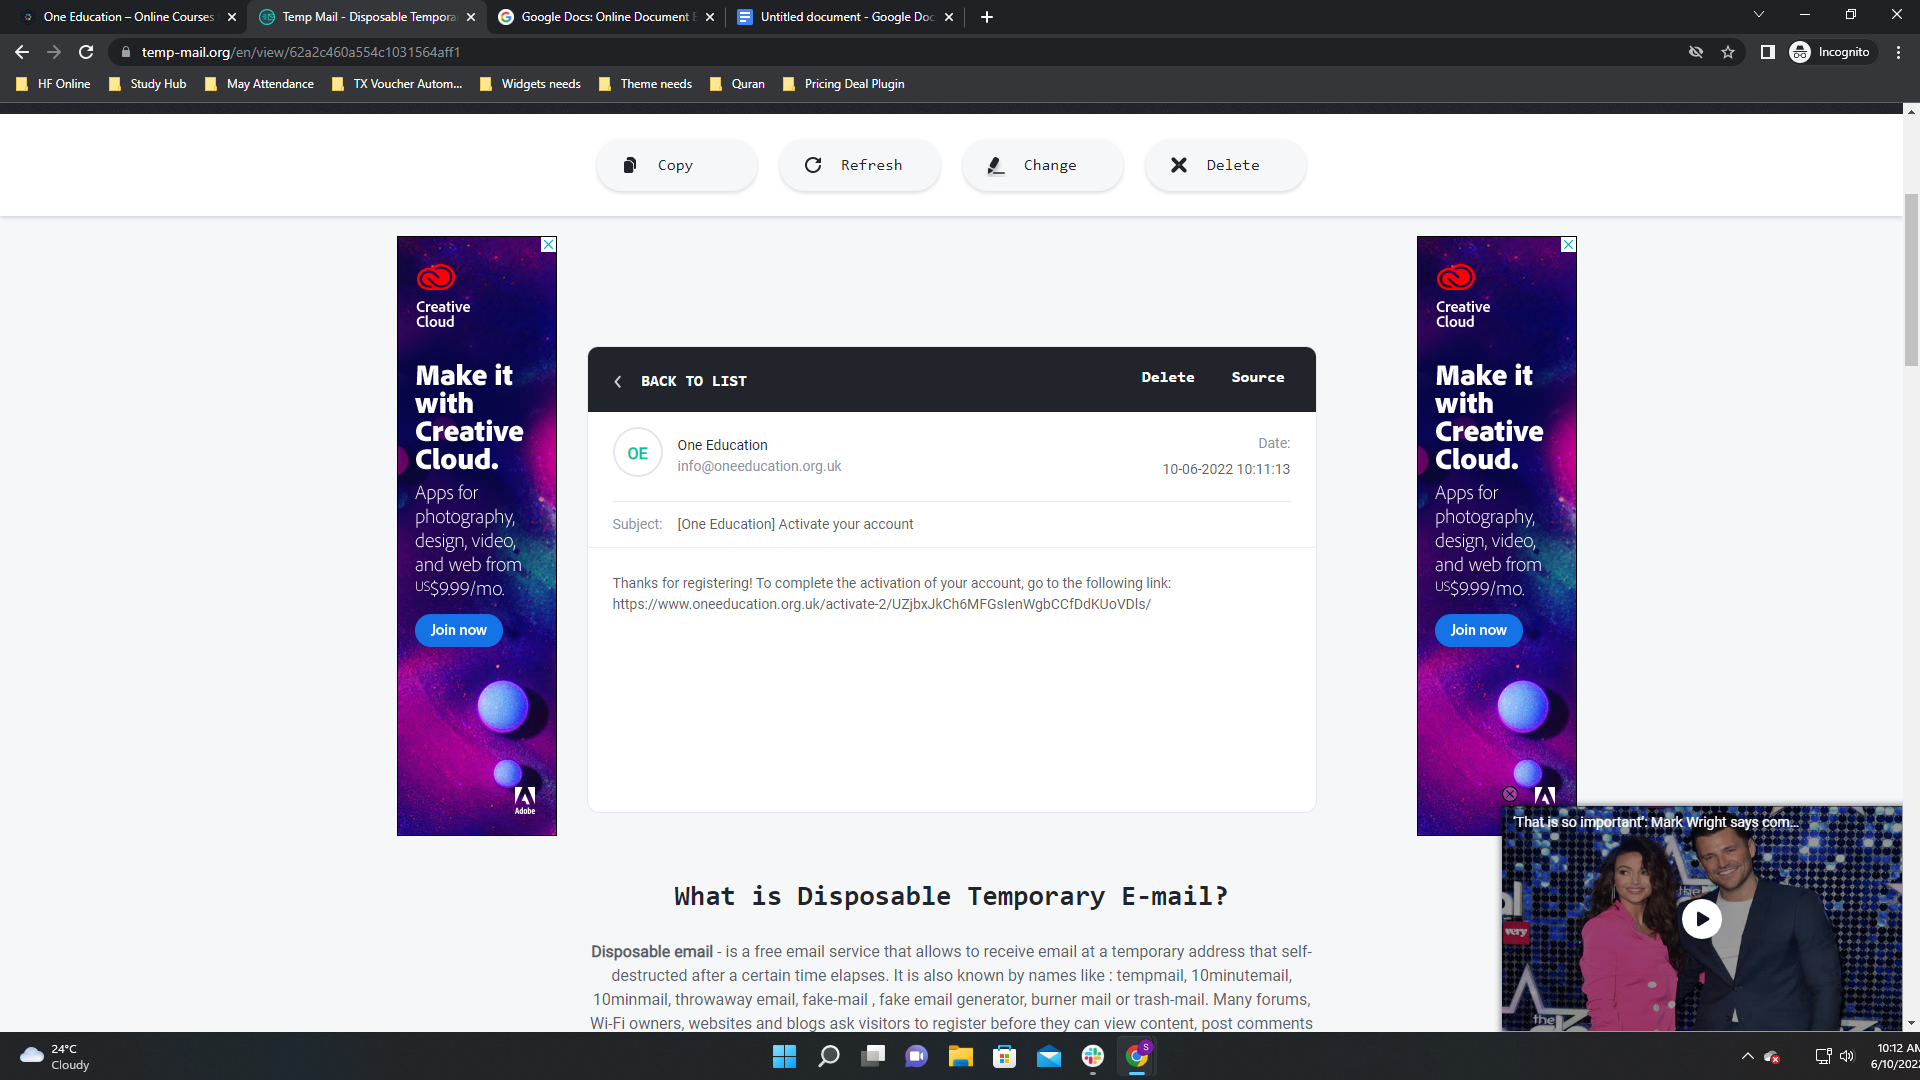 One Education – Online Courses
Temp Mail - Disposable Tempora
Google Docs: Online Document E
Untitled document - Google Doc
temp-mail.org/en/view/62a2c460a554c1031564aff1
Incognito
HF Online
Study Hub
May Attendance
TX Voucher Autom...
Widgets needs
Theme needs
Quran
Pricing Deal Plugin
Copy
Refresh
Change
Delete
Creative
Cloud
Make it
with
Creative
Cloud.
Apps for
photography,
design, video,
and web from
US$9.99/mo.
Join now
Adobe
BACK TO LIST
Delete
Source
OE
One Education
info@oneeducation.org.uk
Date:
10-06-2022 10:11:13
Subject:
[One Education] Activate your account
Thanks for registering! To complete the activation of your account, go to the following link:
https://www.oneeducation.org.uk/activate-2/UZjbxJkCh6MFGsIenWgbCCfDdKUoVDls/
Creative
Cloud
Make it
with
Creative
Cloud.
Apps for
photography,
design, video,
and web from
US$9.99/mo.
Join now
'That is so important': Mark Wright says com...
the
very
the
What is Disposable Temporary E-mail?
Disposable email - is a free email service that allows to receive email at a temporary address that self-
destructed after a certain time elapses. It is also known by names like : tempmail, 10minutemail,
10minmail, throwaway email, fake-mail , fake email generator, burner mail or trash-mail. Many forums,
Wi-Fi owners, websites and blogs ask visitors to register before they can view content, post comments
24°C
Cloudy
S
10:12 AM
6/10/2022